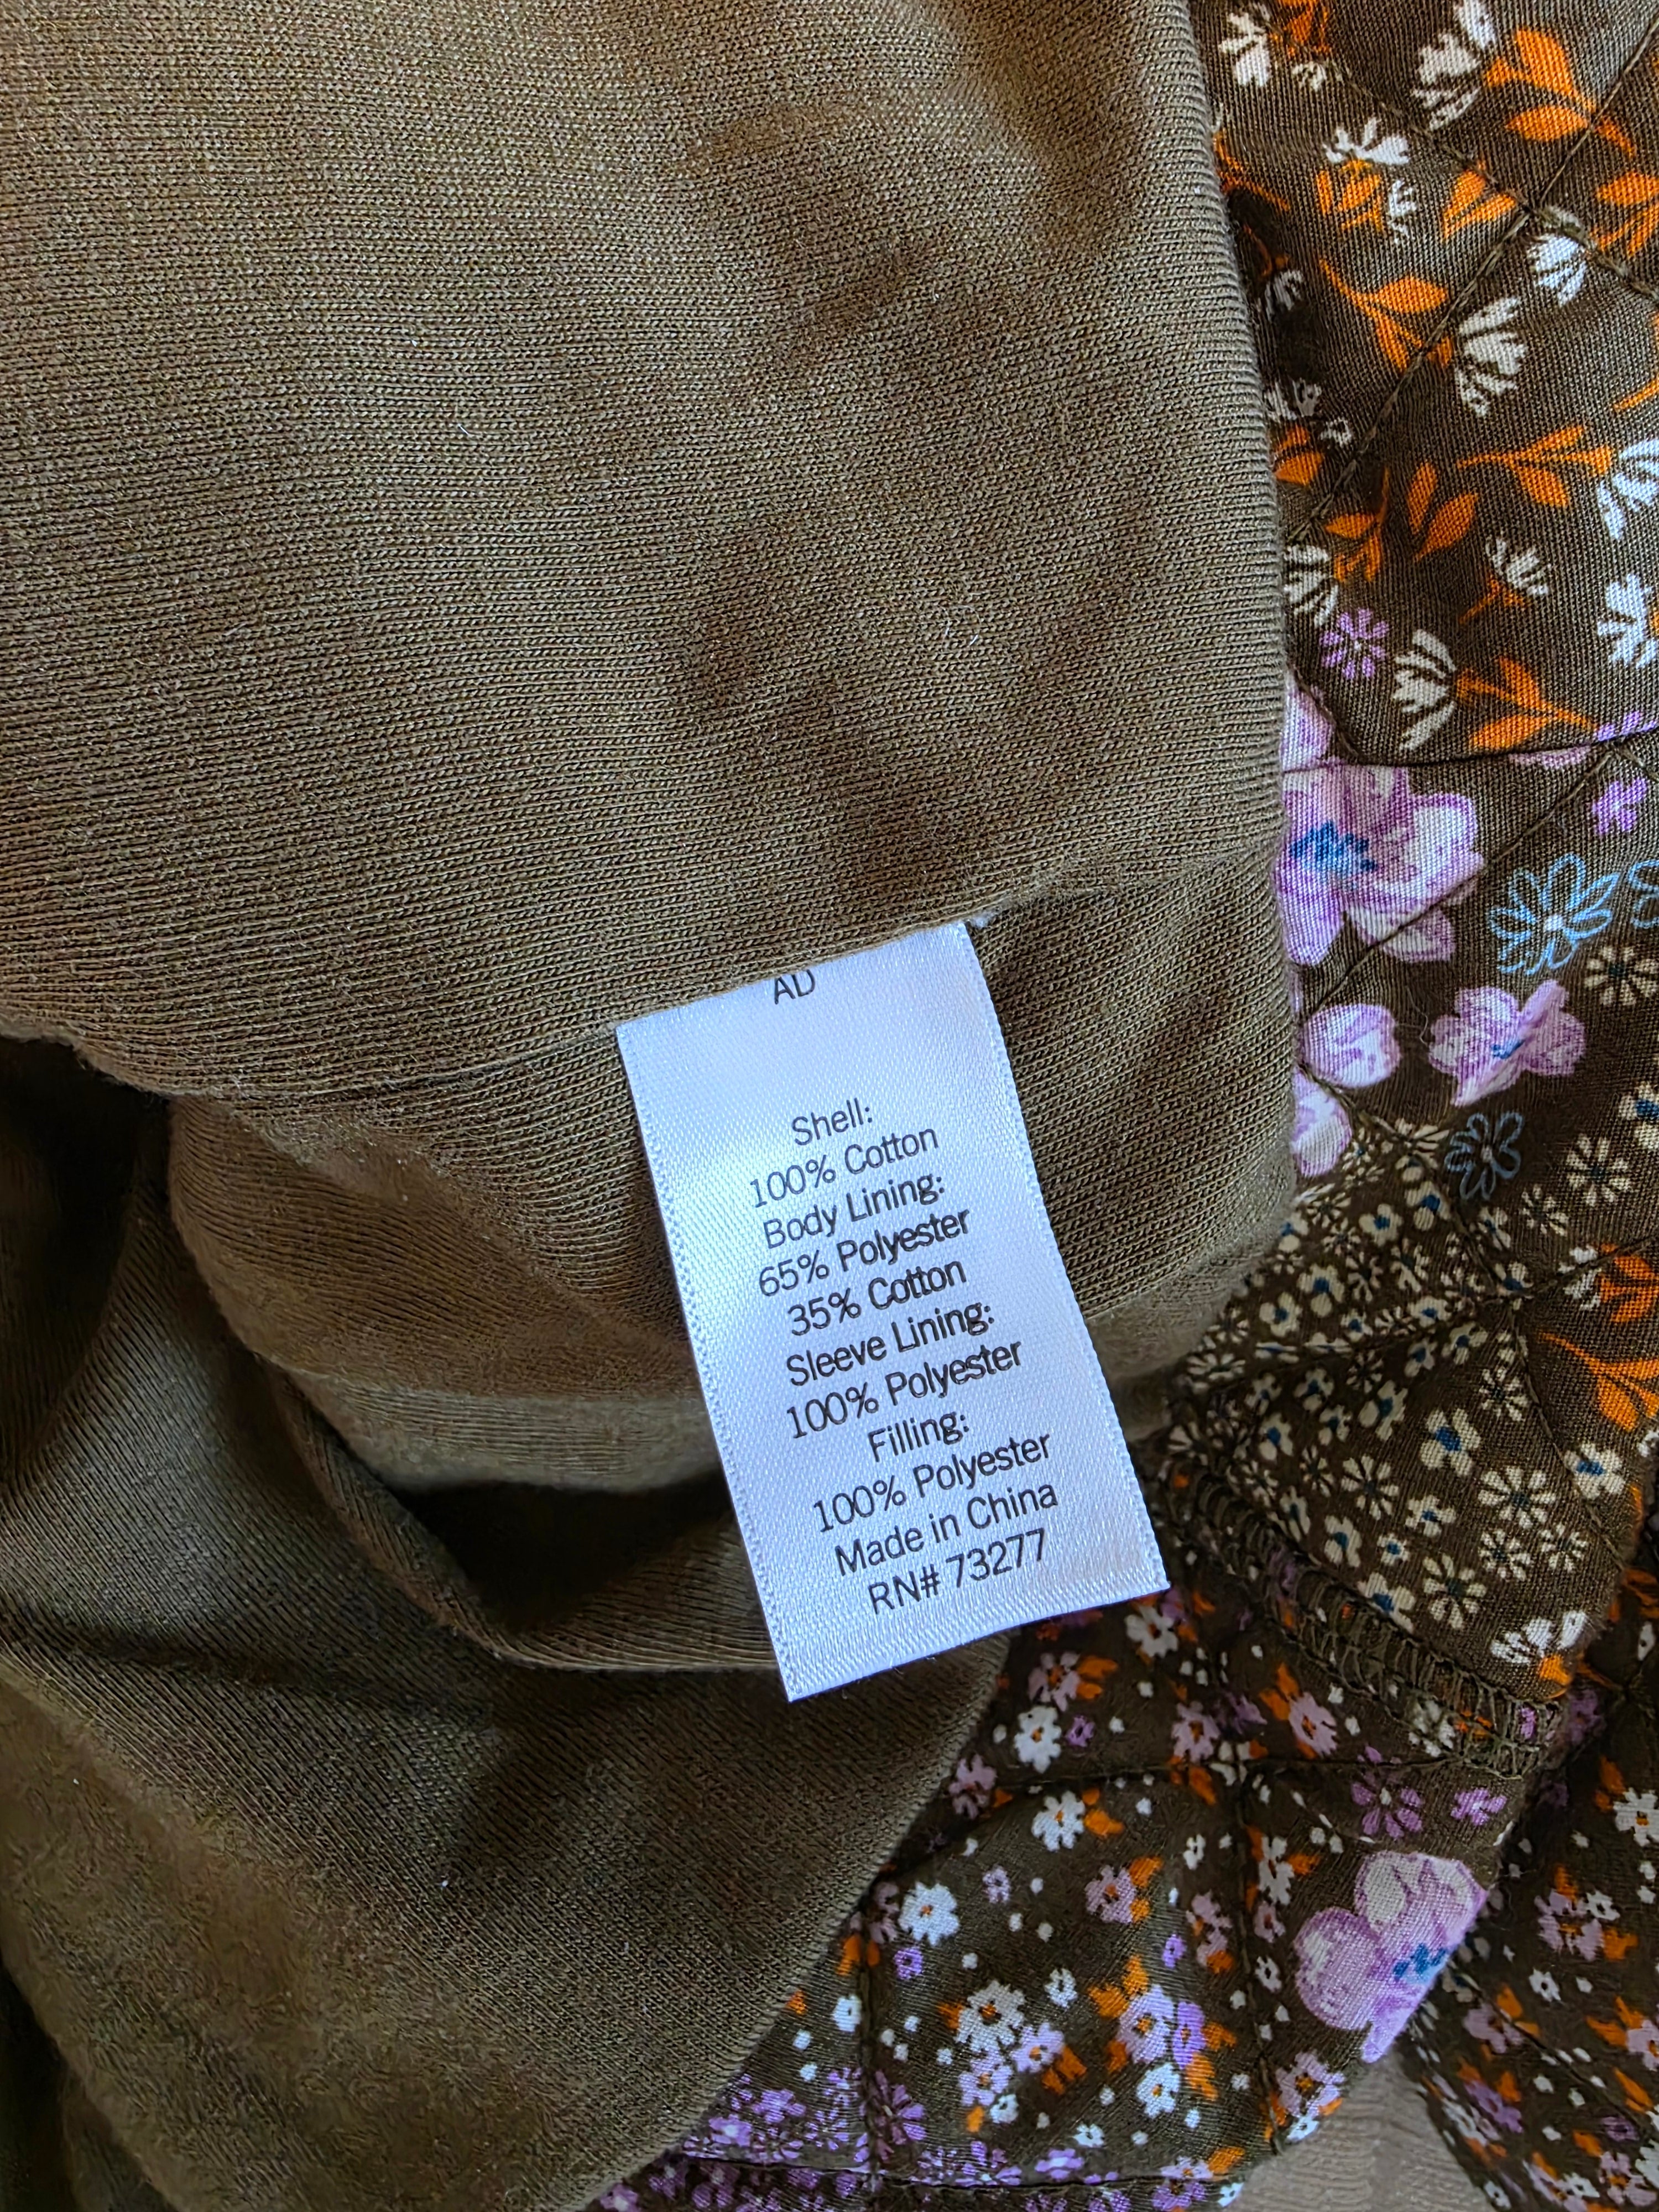 AD
Shell:
100% Cotton
Body Lining:
65% Polyester
35% Cotton
Sleeve Lining:
100% Polyester
Filling:
100% Polyester
Made in China
RN# 73277